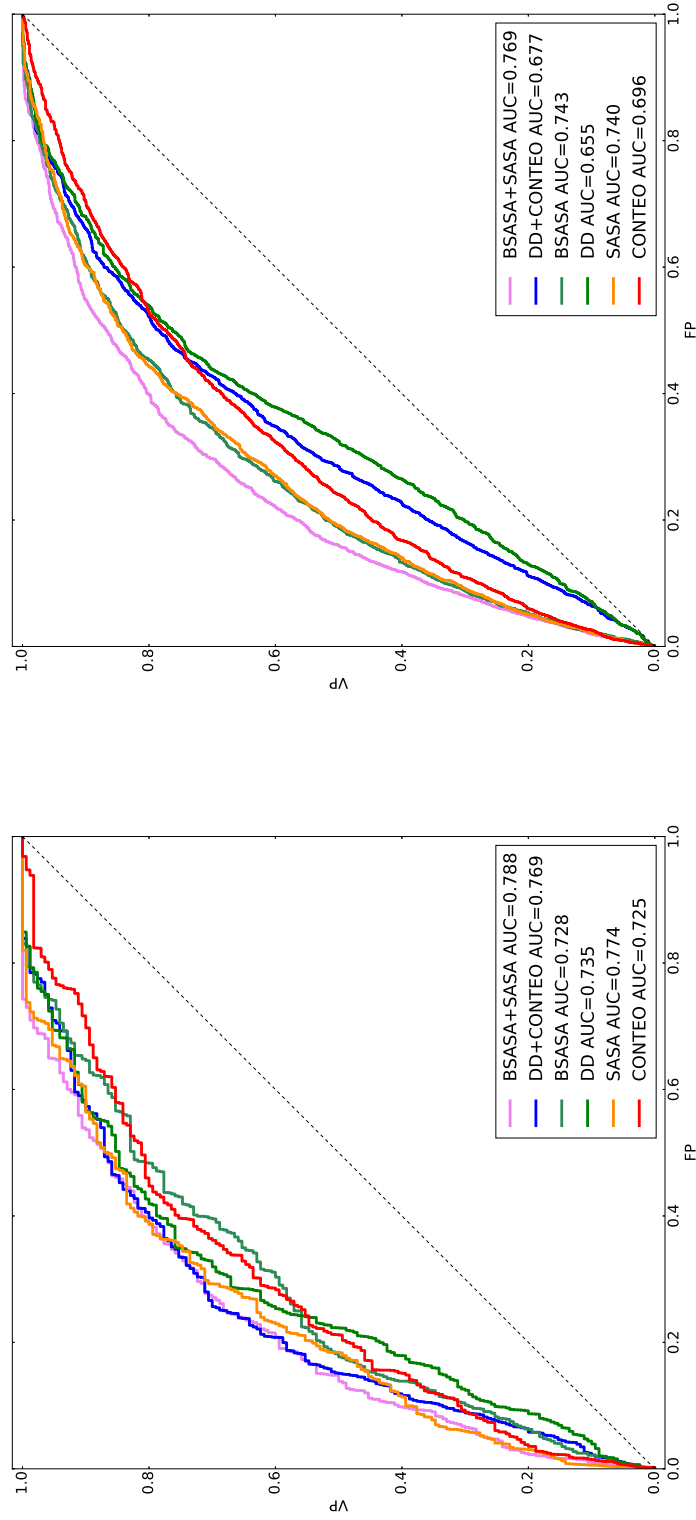 1.0
0.8
0.6
0.4
0.2
0.0
VP
BSASA+SASA AUC=0.788
DD+CONTEO AUC=0.769
BSASA AUC=0.728
DD AUC=0.735
SASA AUC=0.774
CONTEO AUC=0.725
0.0 0.2 0.4 0.6 0.8 1.0
FP
1.0
0.8
0.6
0.4
0.2
0.0
VP
BSASA+SASA AUC=0.769
DD+CONTEO AUC=0.677
BSASA AUC=0.743
DD AUC=0.655
SASA AUC=0.740
CONTEO AUC=0.696
0.0 0.2 0.4 0.6 0.8 1.0
FP